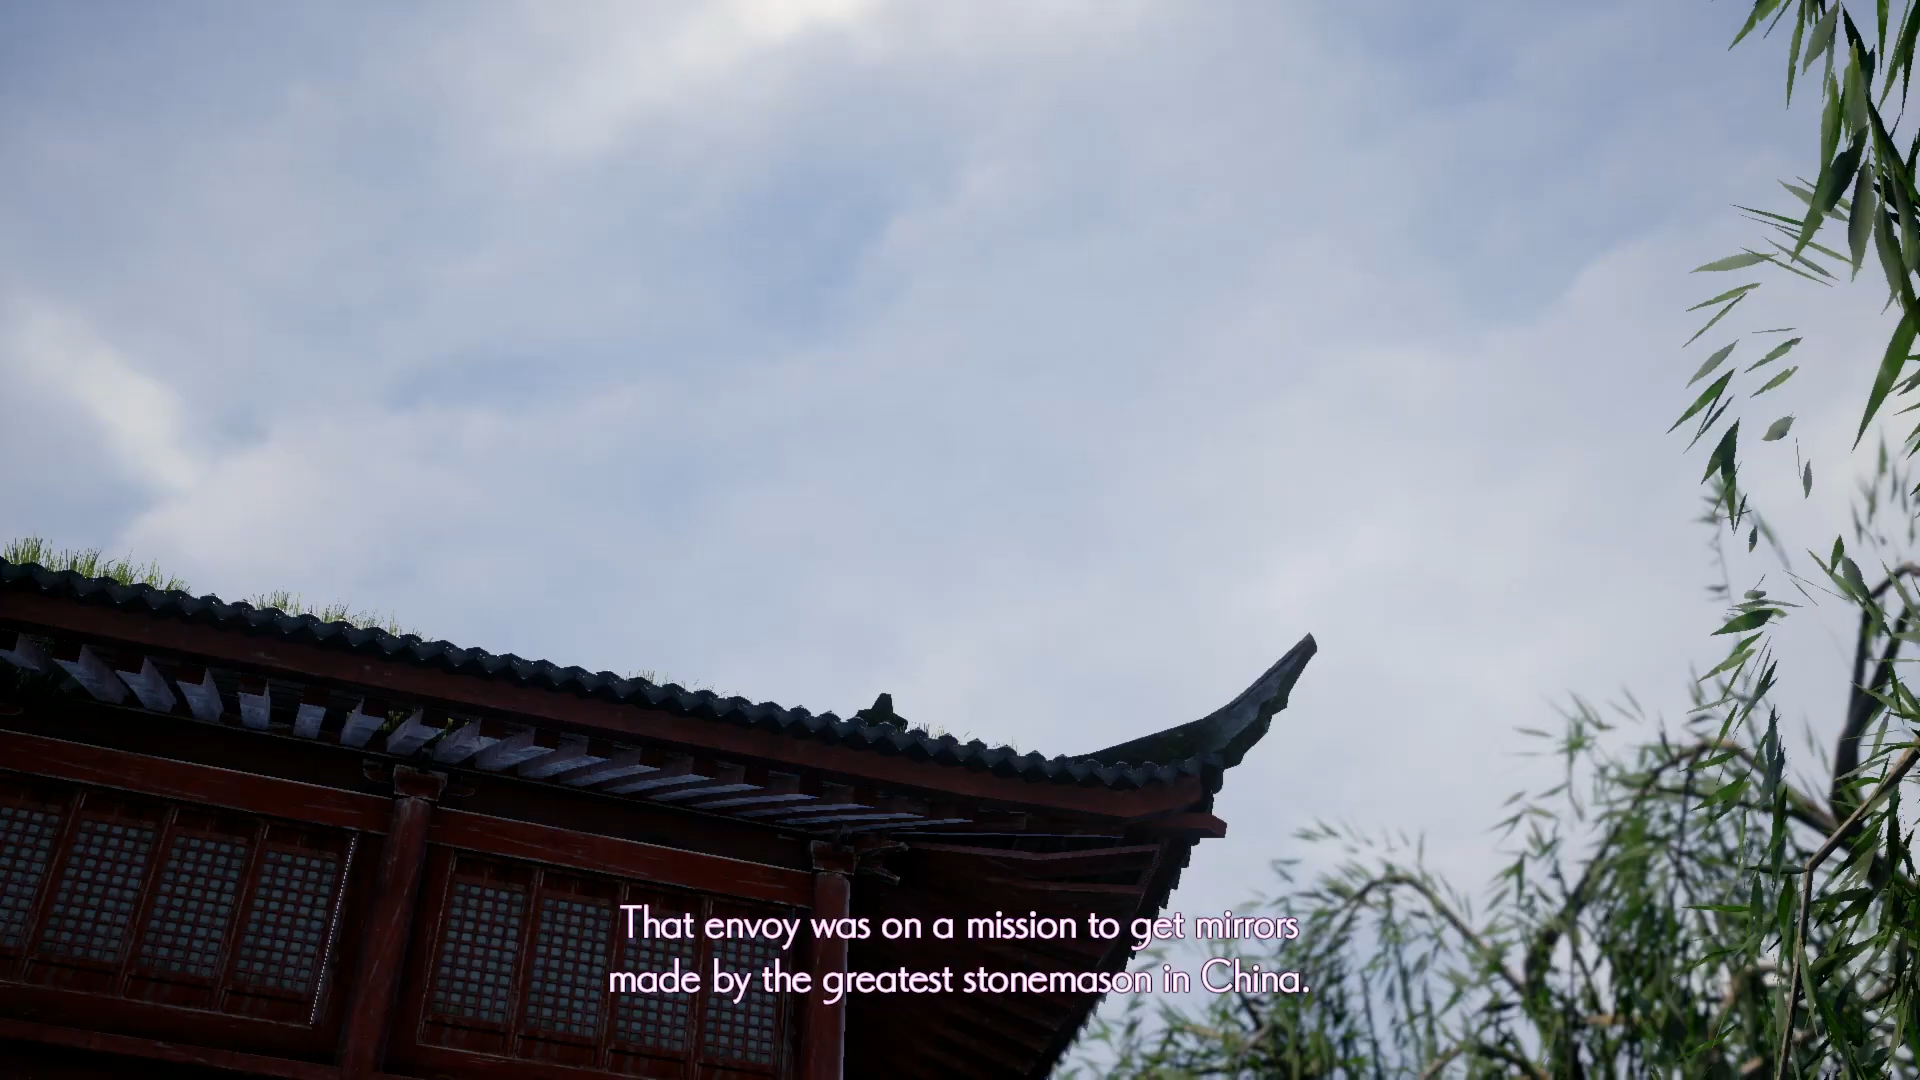 That envoy was on a mission to get mirrors
made by the greatest stonemason in China.